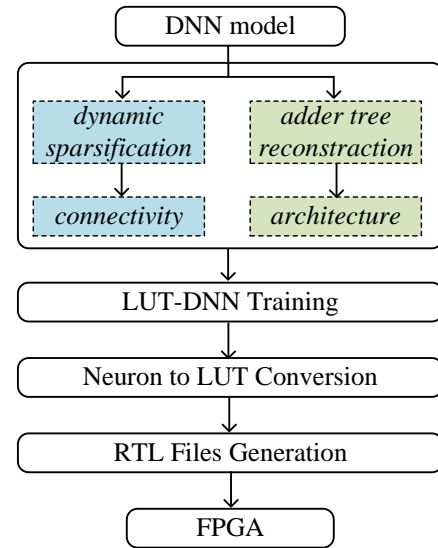 DNN model
dynamic
sparsification
connectivity
adder tree
reconstraction
architecture
LUT-DNN Training
Neuron to LUT Conversion
RTL Files Generation
FPGA